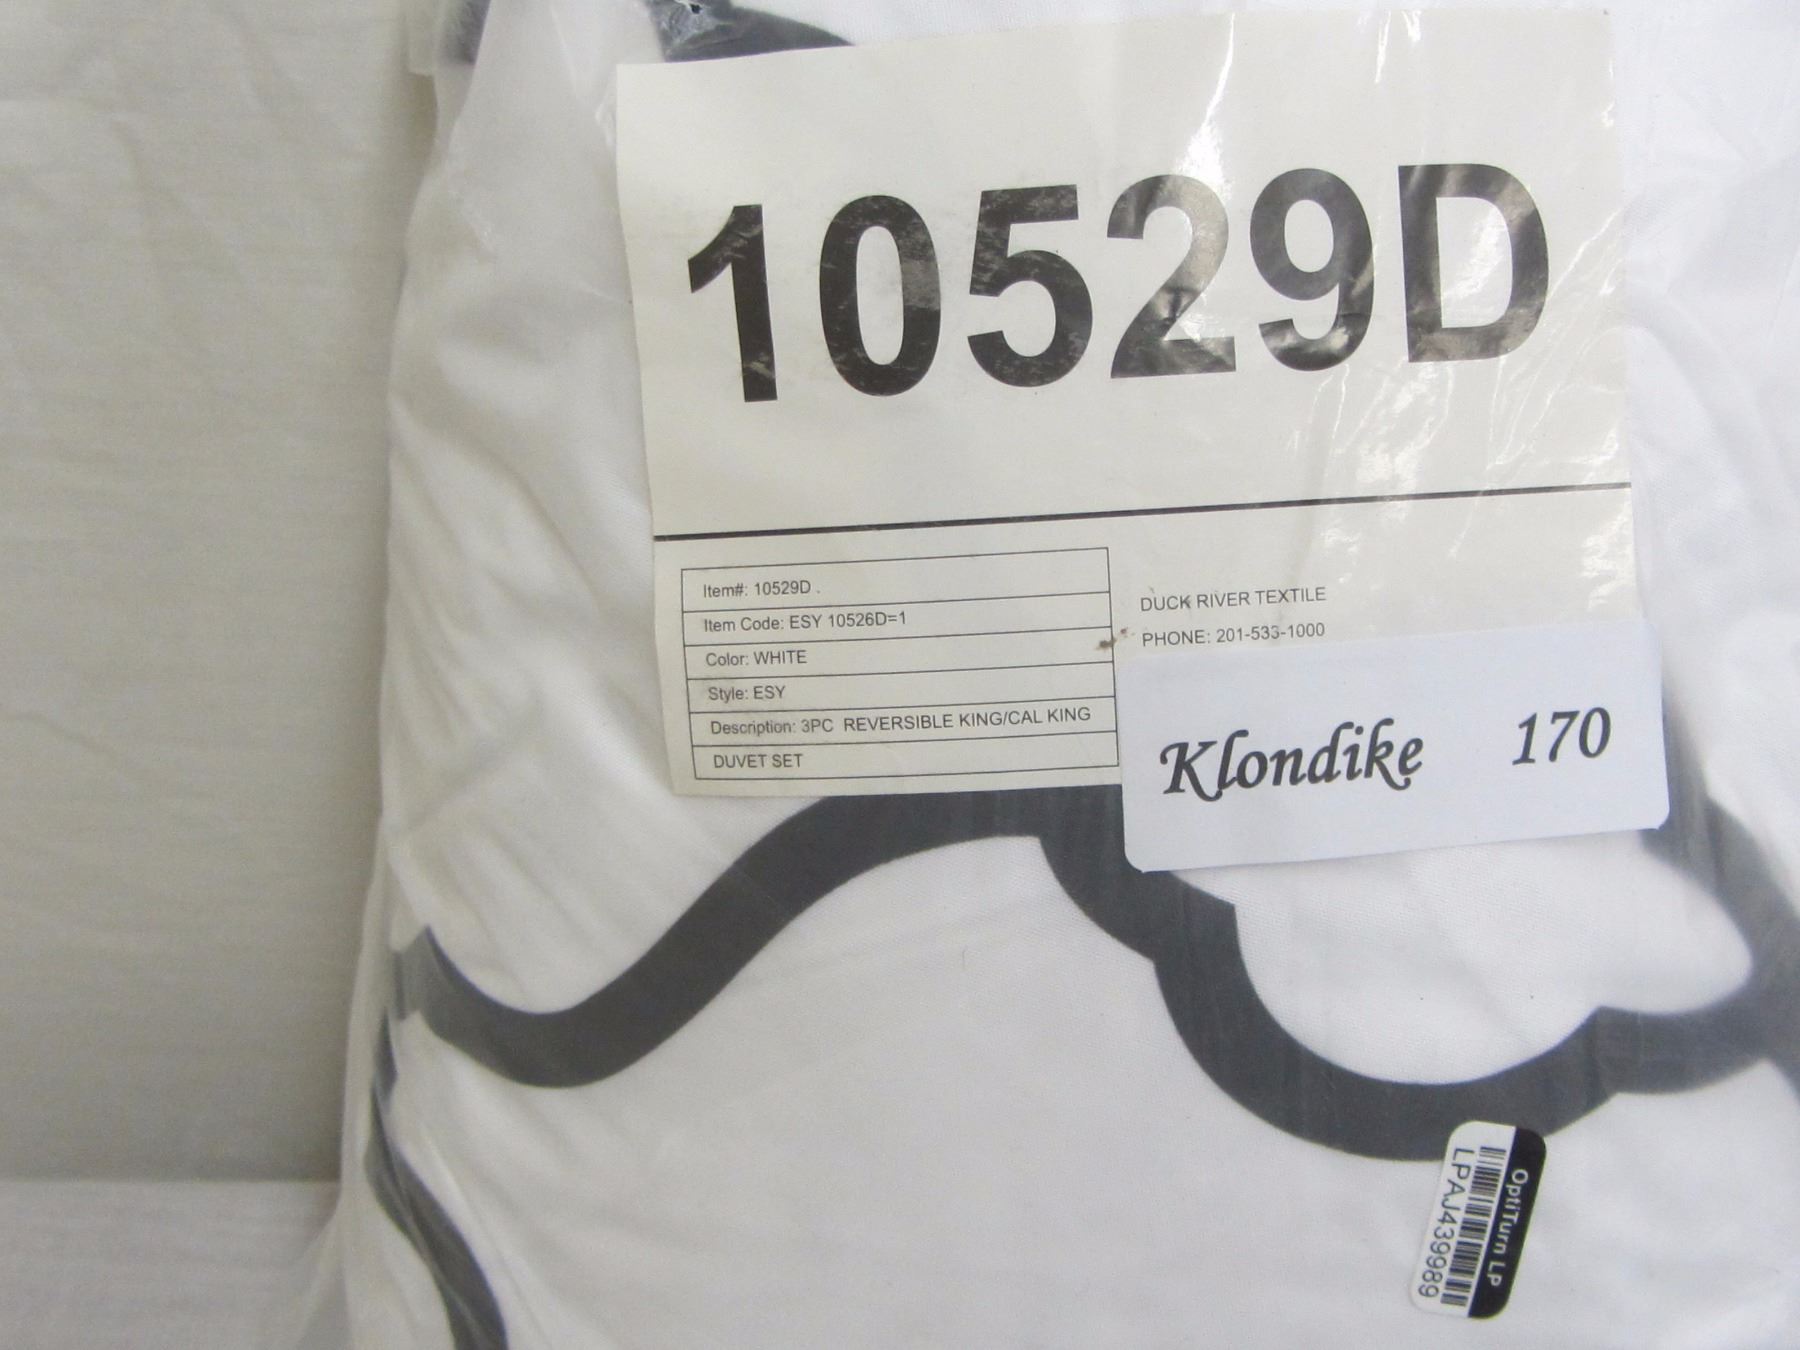 10529D
Item#: 10529D .
Item Code: ESY 10526D=1
Color: WHITE
Style: ESY
Description: 3PC REVERSIBLE KING/CAL KING
DUVET SET
DUCK RIVER TEXTILE
PHONE: 201-533-1000
Klondike 170
OptiTurn LP
LPAJ439989